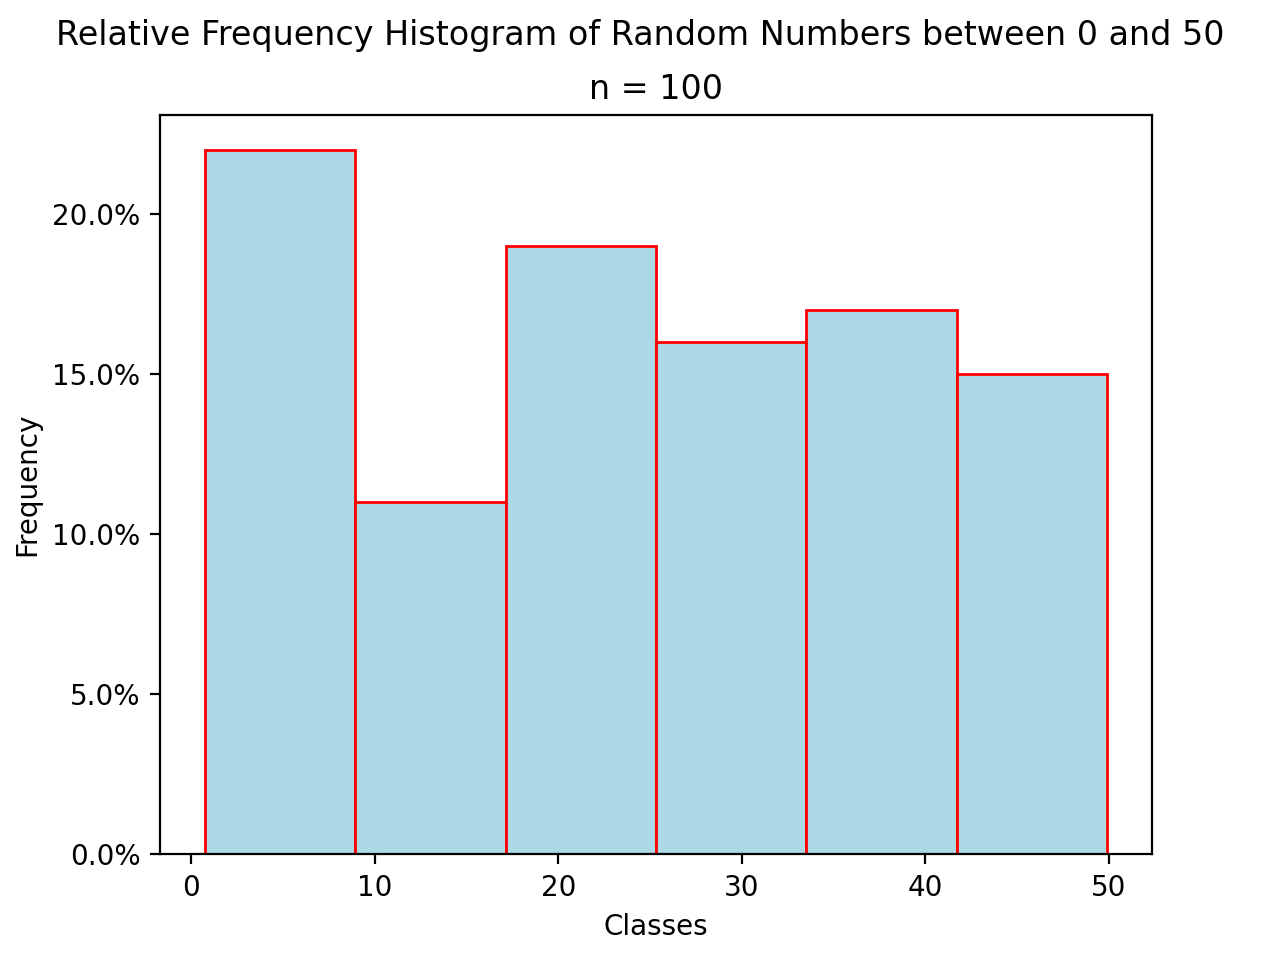 Relative Frequency Histogram of Random Numbers between 0 and 50
n = 100
20.0%
15.0%
10.0%
5.0%
0.0%
Frequency
0 10 20 30 40 50
Classes